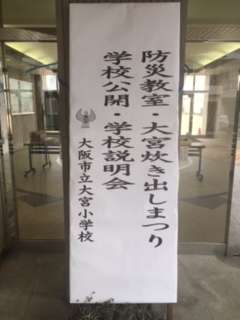 防災教室・大宮炊き出しまつり
学校公開・学校説明会
大阪市立大宮小学校